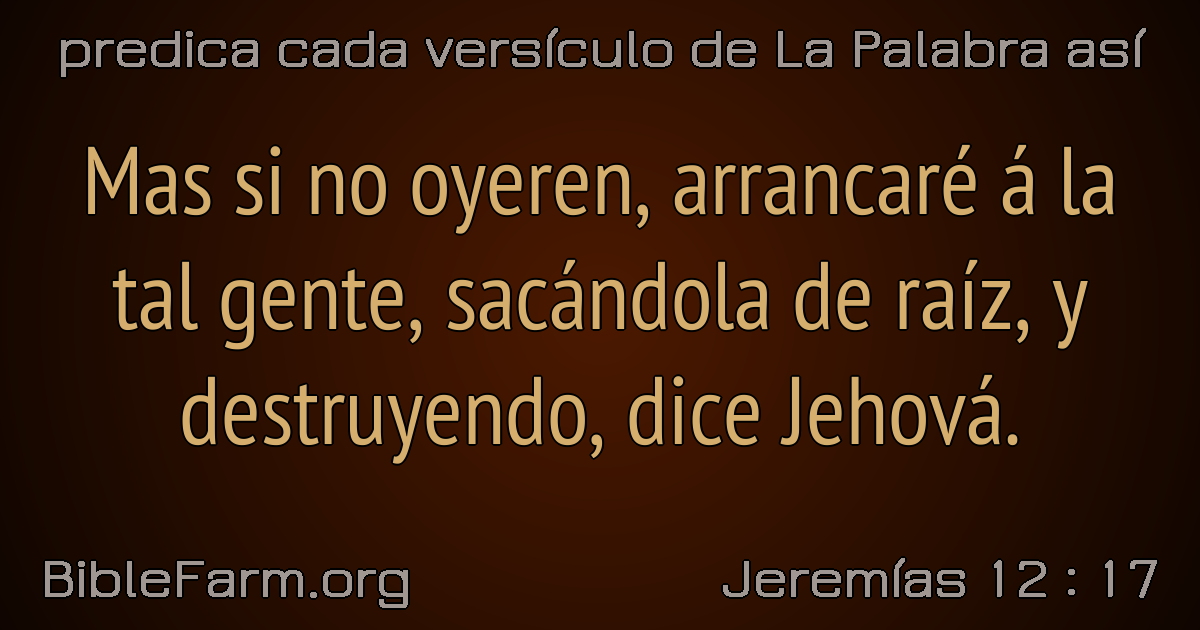 predica cada versículo de La Palabra así
Mas si no oyeren, arrancaré á la
tal gente, sacándola de raíz, y
destruyendo, dice Jehová.
BibleFarm.org
Jeremías 12 : 17